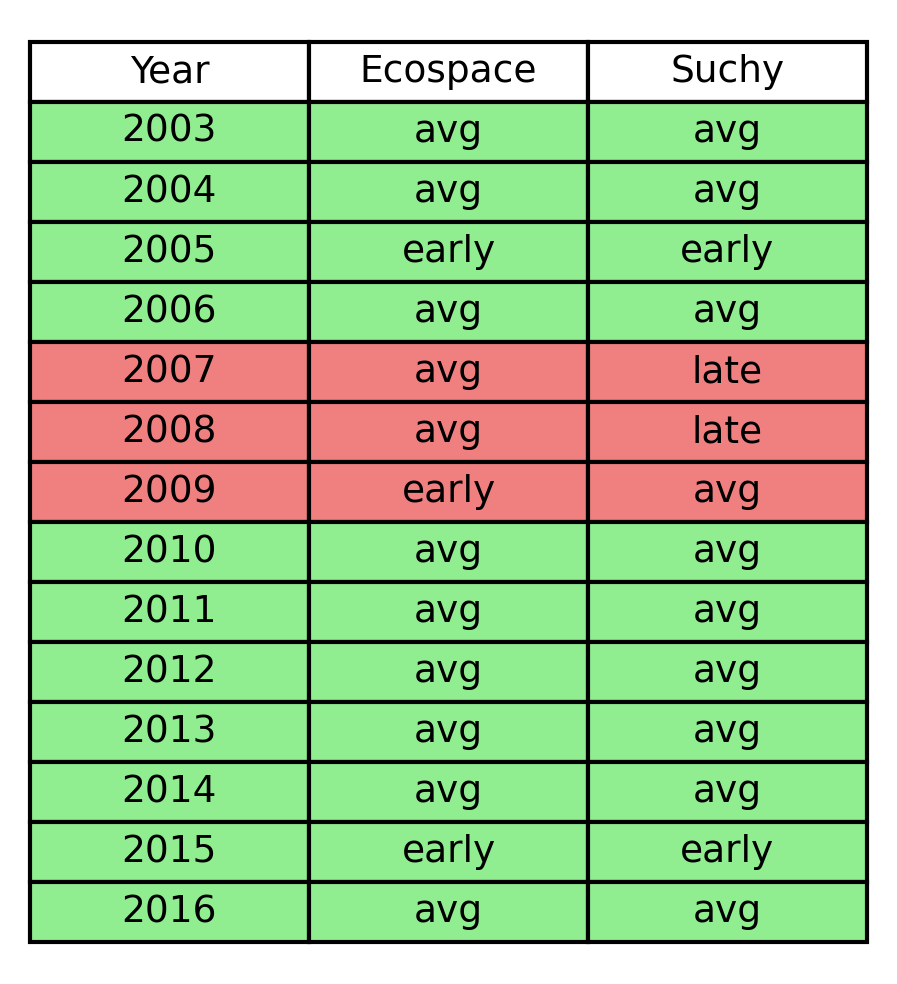 Year Ecospace Suchy
2003 avg avg
2004 avg avg
2005 early early
2006 avg avg
2007 avg late
2008 avg late
2009 early avg
2010 avg avg
2011 avg avg
2012 avg avg
2013 avg avg
2014 avg avg
2015 early early
2016 avg avg